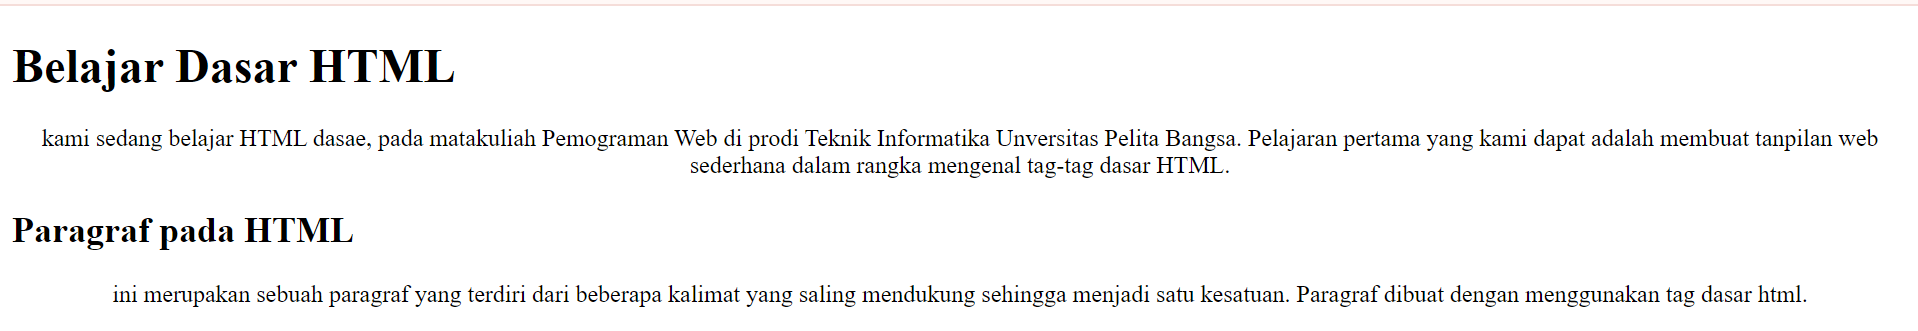 Belajar Dasar HTML
kami sedang belajar HTML dasae, pada matakuliah Pemograman Web di prodi Teknik Informatika Unversitas Pelita Bangsa. Pelajaran pertama yang kami dapat adalah membuat tanpilan web
sederhana dalam rangka mengenal tag-tag dasar HTML.
Paragraf pada HTML
ini merupakan sebuah paragraf yang terdiri dari beberapa kalimat yang saling mendukung sehingga menjadi satu kesatuan. Paragraf dibuat dengan menggunakan tag dasar html.